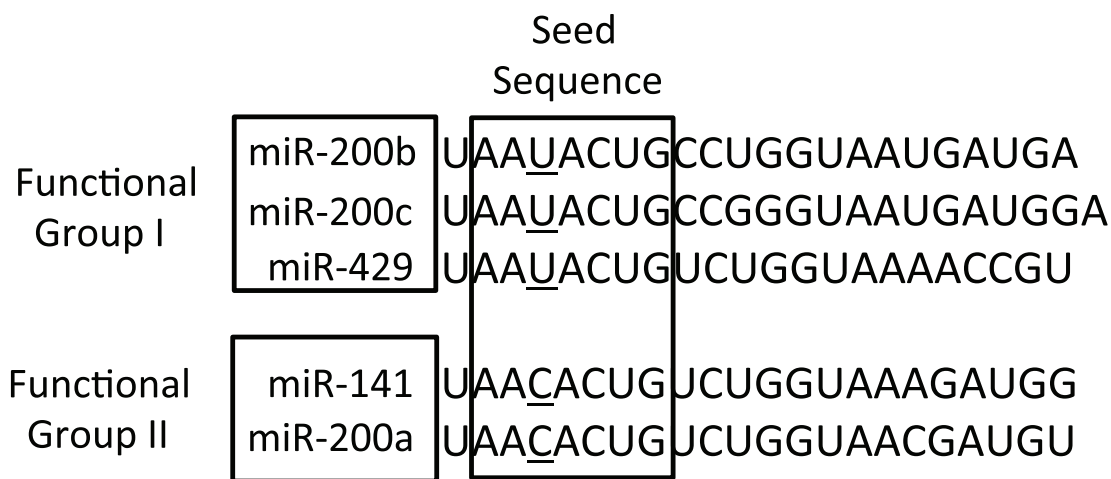 Seed
Sequence
Functional
Group I
miR-200b UAAUACUGCCUGGUAAUGAUGA
miR-200c UAAUACUGCCGGGUAAUGAUGGA
miR-429 UAAUACUGUCUGGUAAAACCGU
Functional
Group II
miR-141 UAACACUGUCUGGUAAAGAUGG
miR-200a UAACACUGUCUGGUAACGAUGU